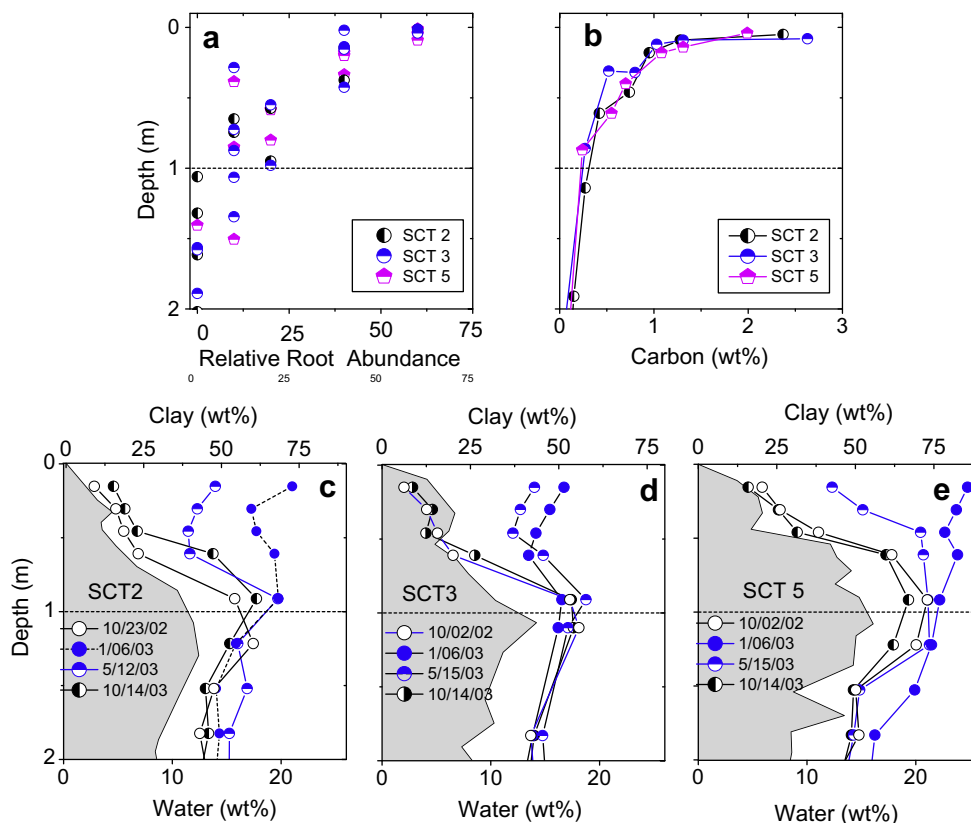 a
b
0
1
2
Depth (m)
SCT 2
SCT 3
SCT 5
SCT 2
SCT 3
SCT 5
0 25 50 75
0 1 2 3
Relative Root Abundance
Carbon (wt%)
0 25 50 75
Clay (wt%)
Clay (wt%)
Clay (wt%)
0 25 50 75
0 25 50 75
0 25 50 75
0
1
2
Depth (m)
c
d
e
SCT2
10/23/02
1/06/03
5/12/03
10/14/03
SCT3
10/02/02
1/06/03
5/15/03
10/14/03
SCT 5
10/02/02
1/06/03
5/15/03
10/14/03
0 10 20
0 10 20
0 10 20
Water (wt%)
Water (wt%)
Water (wt%)